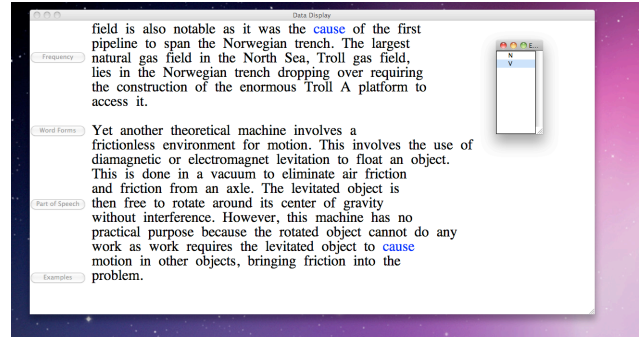 Data Display
field is also notable as it was the cause of the first
pipeline to span the Norwegian trench. The largest
Frequency
natural gas field in the North Sea, Troll gas field,
lies in the Norwegian trench dropping over requiring
the construction of the enormous Troll A platform to
access it.
Word Forms
Yet another theoretical machine involves a
frictionless environment for motion. This involves the use of
diamagnetic or electromagnet levitation to float an object.
This is done in a vacuum to eliminate air friction
and friction from an axle. The levitated object is
Part of Speech
then free to rotate around its center of gravity
without interference. However, this machine has no
practical purpose because the rotated object cannot do any
work as work requires the levitated object to cause
motion in other objects, bringing friction into the
Examples
problem.
E...
N
V